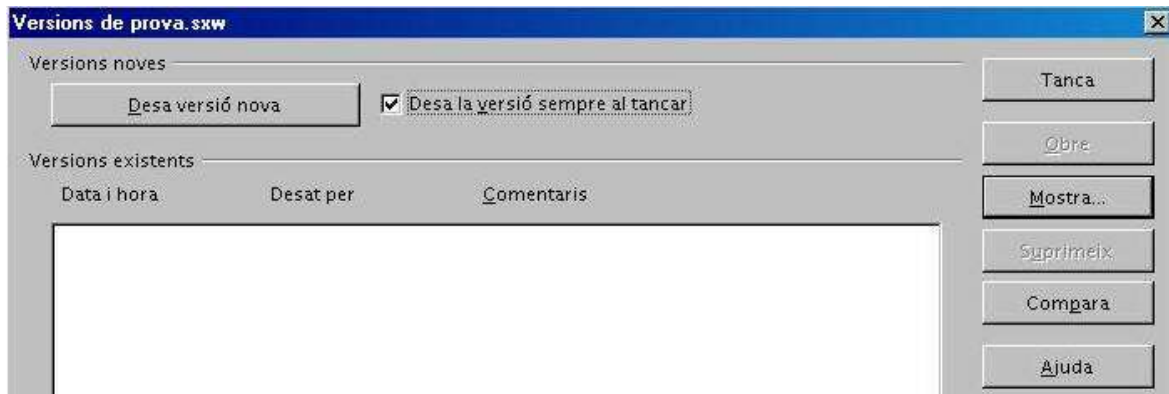 Versions de prova.sxw
Versions noves
Desa versió nova
Desa la versió sempre al tancar
Versions existents
Data i hora Desat per Comentaris
Tanca
Obre
Mostra...
Suprimeix
Compara
Ajuda